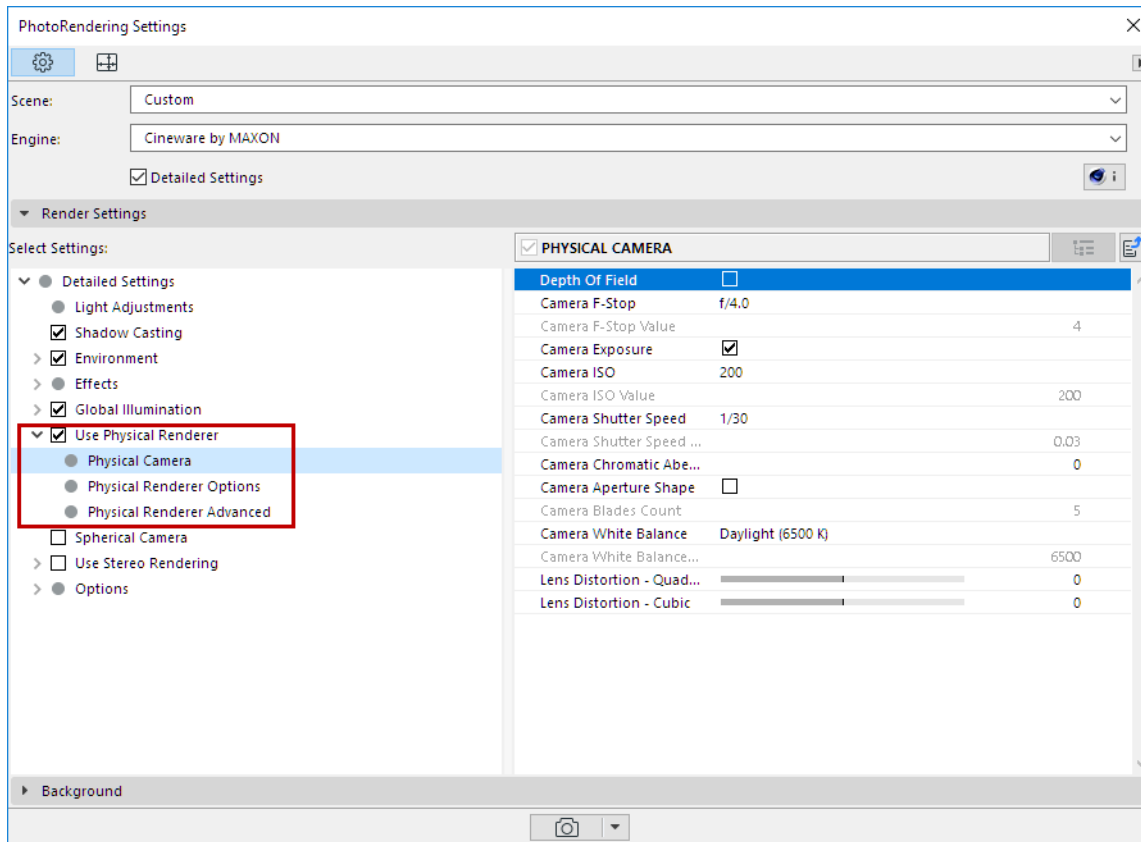 PhotoRendering Settings
Scene: Custom
Engine: Cineware by MAXON
Detailed Settings
i
Render Settings
Select Settings:
PHYSICAL CAMERA
Detailed Settings
Light Adjustments
Shadow Casting
Environment
Effects
Global Illumination
Use Physical Renderer
Physical Camera
Physical Renderer Options
Physical Renderer Advanced
Spherical Camera
Use Stereo Rendering
Options
Depth Of Field
Camera F-Stop f/4.0
Camera F-Stop Value 4
Camera Exposure
Camera ISO 200
Camera ISO Value 200
Camera Shutter Speed 1/30
Camera Shutter Speed ... 0.03
Camera Chromatic Abe... 0
Camera Aperture Shape
Camera Blades Count 5
Camera White Balance Daylight (6500 K)
Camera White Balance... 6500
Lens Distortion - Quad... 0
Lens Distortion - Cubic 0
Background